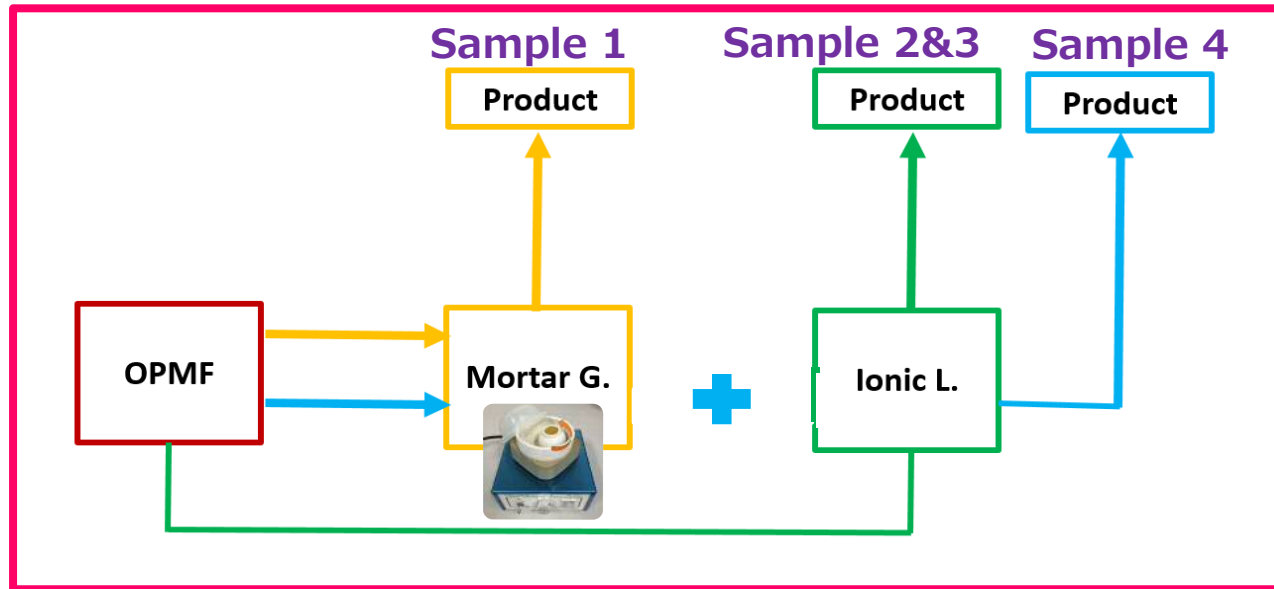 Sample 1
Sample 2&3
Sample 4
Product
Product
Product
OPMF
Mortar G.
Ionic L.